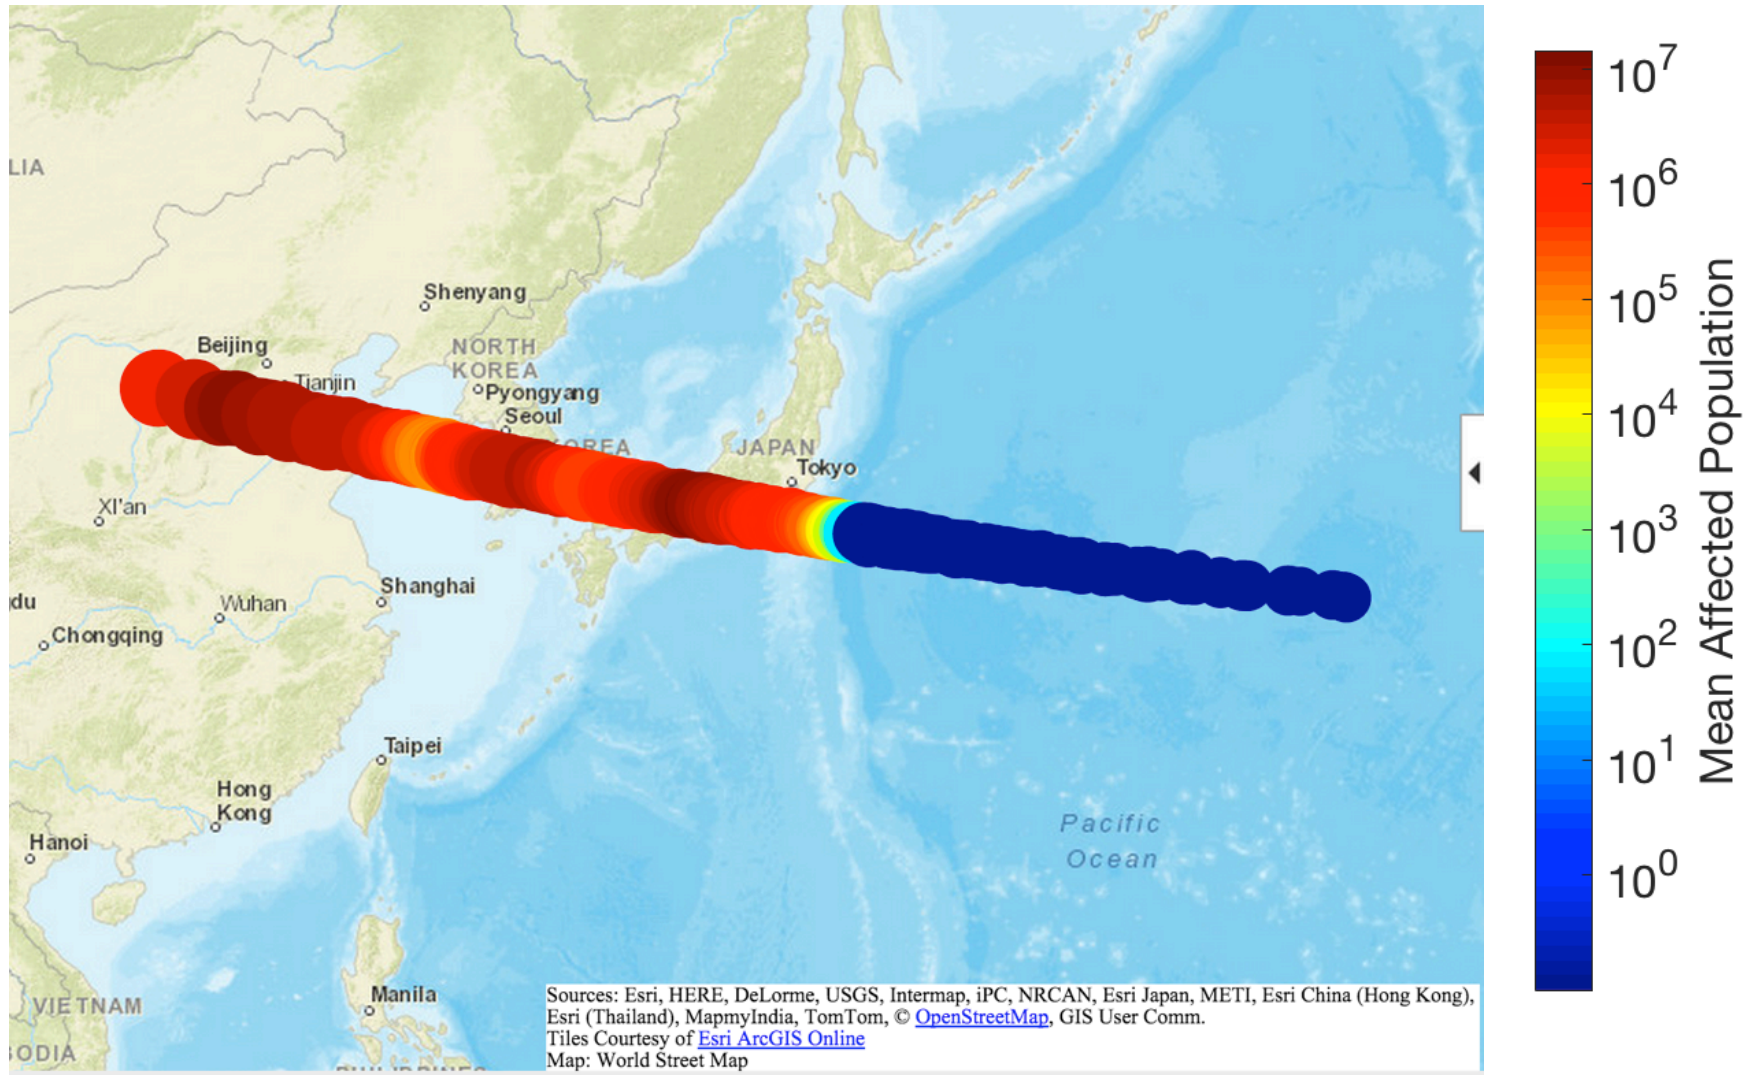 LIA
Shenyang
Beijing
NORTH
KOREA
Tianjin
Pyongyang
Seoul
OREA
JAPAN
Tokyo
XI'an
Shanghai
du
Wuhan
Chongqing
Taipei
Hong
Kong
Hanoi
Pacific
Ocean
VIETNAM
Manila
ODIA
PHILIPPINES
Sources: Esri, HERE, DeLorme, USGS, Intermap, iPC, NRCAN, Esri Japan, METI, Esri China (Hong Kong),
Esri (Thailand), MapmyIndia, TomTom, © OpenStreetMap, GIS User Comm.
Tiles Courtesy of Esri ArcGIS Online
Map: World Street Map
10^7
10^6
10^5
10^4
10^3
10^2
10^1
10^0
Mean Affected Population